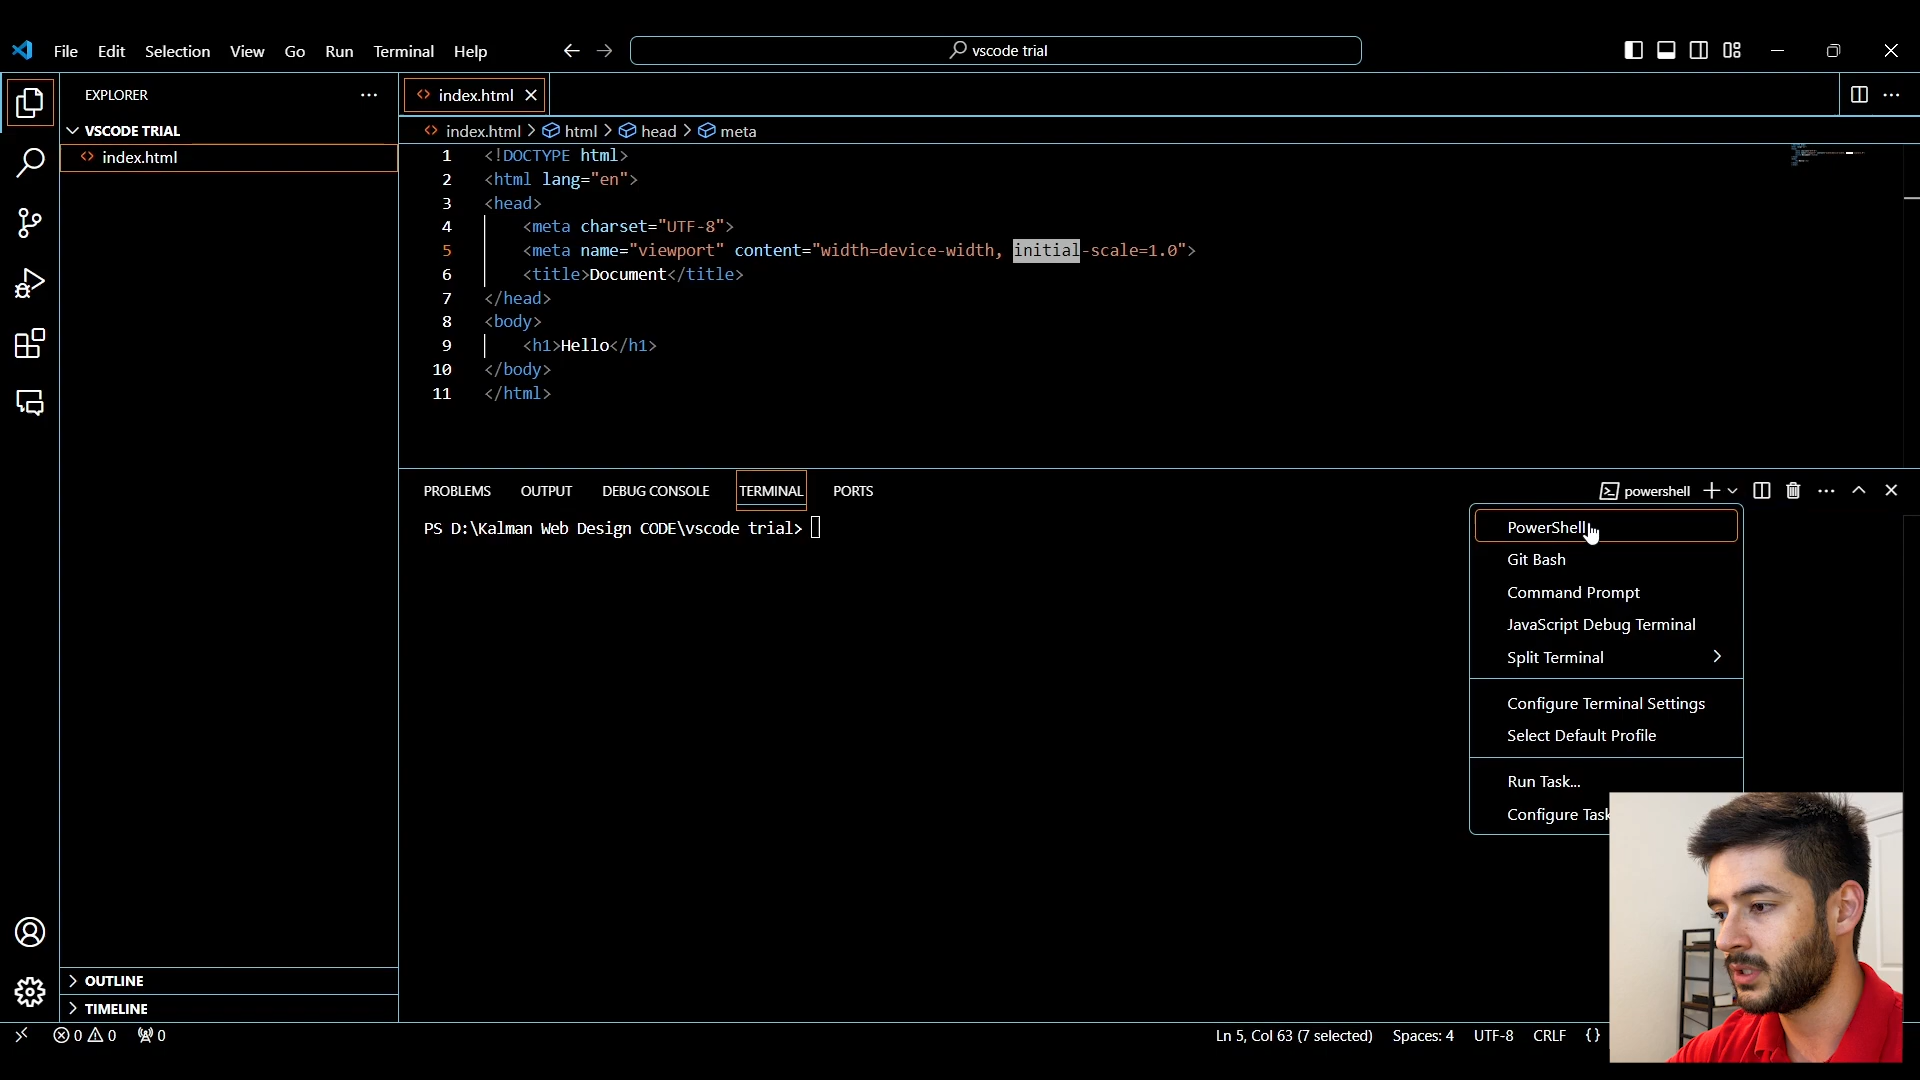 File Edit Selection View Go Run Terminal Help
vscode trial
EXPLORER
VSCODE TRIAL
index.html
OUTLINE
TIMELINE
index.html
index.html > html > head > meta
1 <!DOCTYPE html>
2 <html lang="en">
3 <head>
4 <meta charset="UTF-8">
5 <meta name="viewport" content="width=device-width, initial-scale=1.0">
6 <title>Document</title>
7 </head>
8 <body>
9 <h1>Hello</h1>
10 </body>
11 </html>
PROBLEMS OUTPUT DEBUG CONSOLE TERMINAL PORTS
powershell
PS D:\Kalman Web Design CODE\vscode trial>
PowerShell
Git Bash
Command Prompt
JavaScript Debug Terminal
Split Terminal
Configure Terminal Settings
Select Default Profile
Run Task...
Configure Task
0 0 0
Ln 5, Col 63 (7 selected) Spaces: 4 UTF-8 CRLF {}